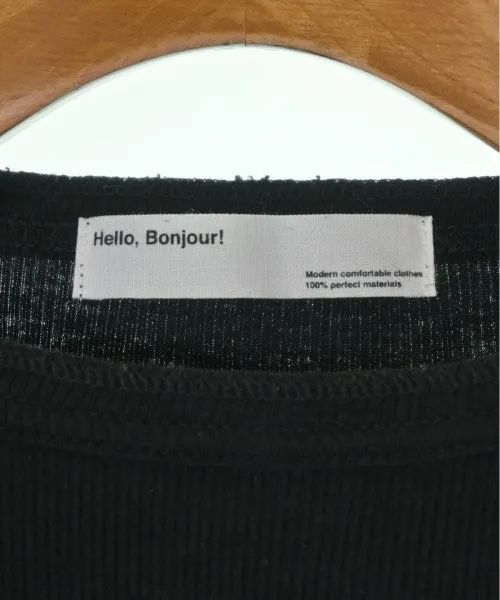 Hello, Bonjour!
Modern comfortable clothes
100% perfect materials